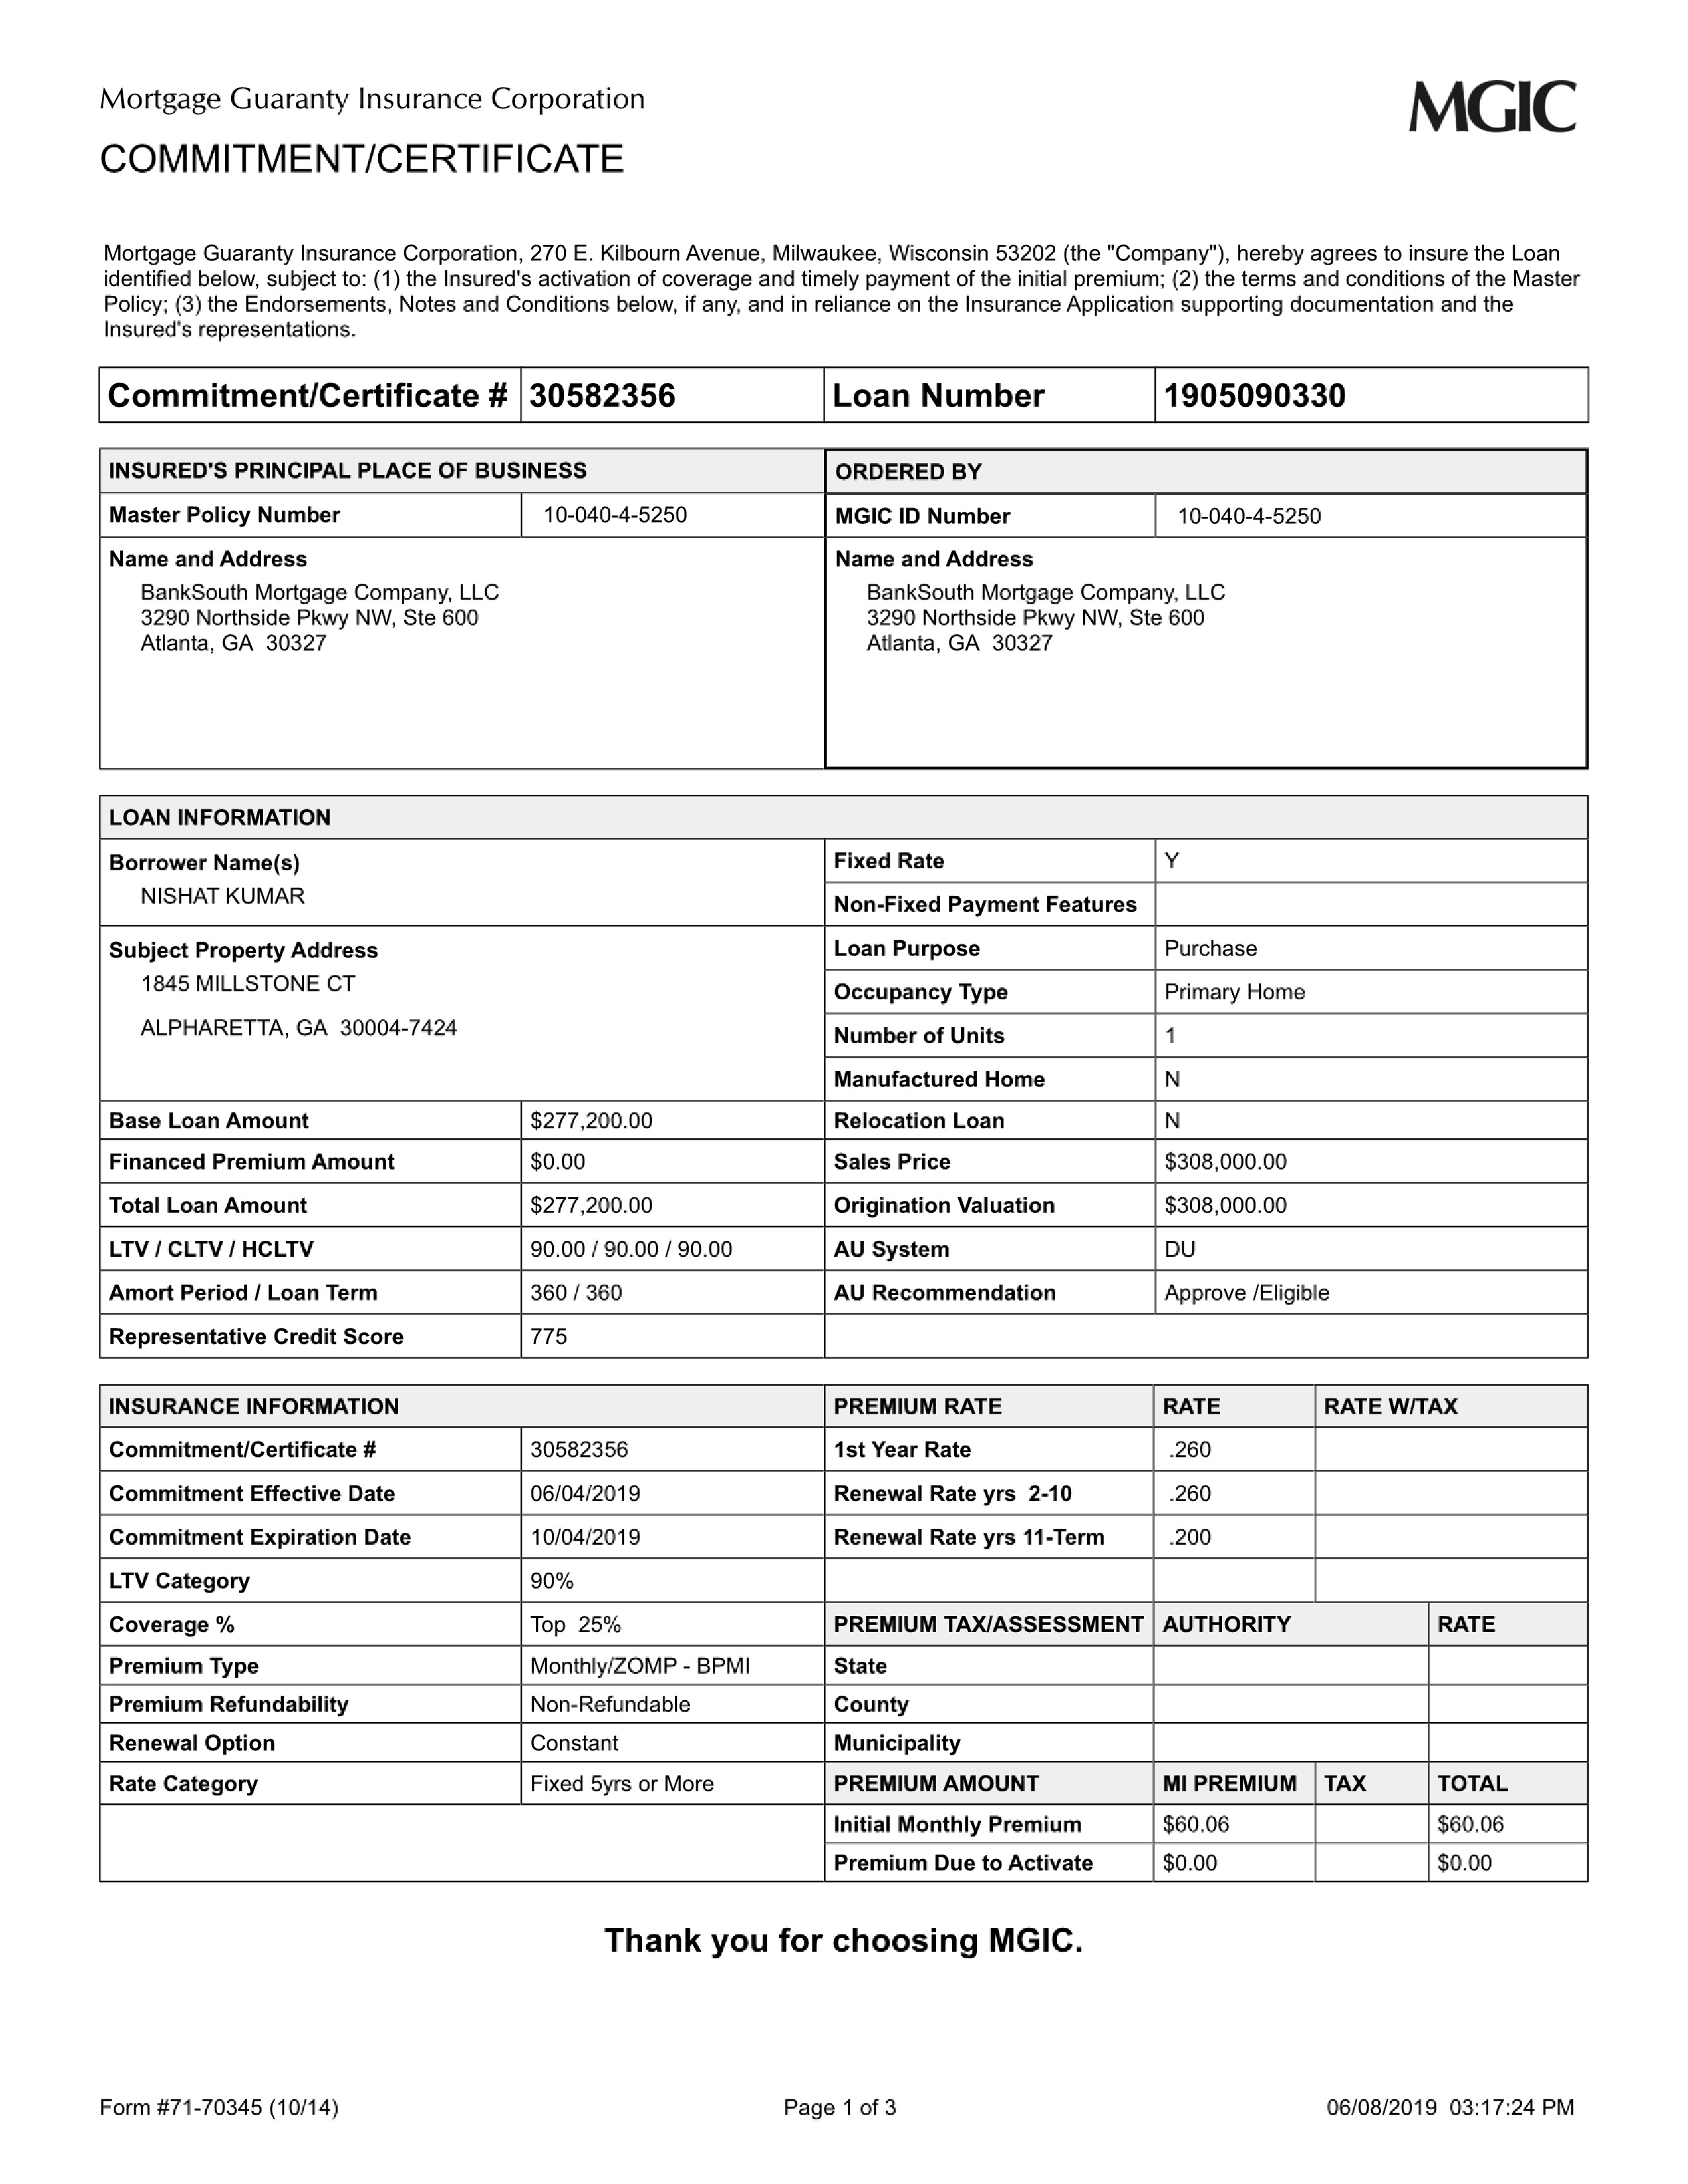 Mortgage Guaranty Insurance Corporation
MGIC
COMMITMENT/CERTIFICATE
Mortgage Guaranty Insurance Corporation, 270 E. Kilbourn Avenue, Milwaukee, Wisconsin 53202 (the "Company"), hereby agrees to insure the Loan
identified below, subject to: (1) the Insured's activation of coverage and timely payment of the initial premium; (2) the terms and conditions of the Master
Policy; (3) the Endorsements, Notes and Conditions below, if any, and in reliance on the Insurance Application supporting documentation and the
Insured's representations.
Commitment/Certificate # 30582356 Loan Number 1905090330
INSURED'S PRINCIPAL PLACE OF BUSINESS
Master Policy Number 10-040-4-5250
Name and Address
BankSouth Mortgage Company, LLC
3290 Northside Pkwy NW, Ste 600
Atlanta, GA 30327
ORDERED BY
MGIC ID Number 10-040-4-5250
Name and Address
BankSouth Mortgage Company, LLC
3290 Northside Pkwy NW, Ste 600
Atlanta, GA 30327
LOAN INFORMATION
Borrower Name(s)
NISHAT KUMAR
Subject Property Address
1845 MILLSTONE CT
ALPHARETTA, GA 30004-7424
Fixed Rate Y
Non-Fixed Payment Features
Loan Purpose Purchase
Occupancy Type Primary Home
Number of Units 1
Manufactured Home N
Base Loan Amount $277,200.00 Relocation Loan N
Financed Premium Amount $0.00 Sales Price $308,000.00
Total Loan Amount $277,200.00 Origination Valuation $308,000.00
LTV / CLTV / HCLTV 90.00 / 90.00 / 90.00 AU System DU
Amort Period / Loan Term 360 / 360 AU Recommendation Approve /Eligible
Representative Credit Score 775
INSURANCE INFORMATION PREMIUM RATE RATE RATE W/TAX
Commitment/Certificate # 30582356 1st Year Rate .260
Commitment Effective Date 06/04/2019 Renewal Rate yrs 2-10 .260
Commitment Expiration Date 10/04/2019 Renewal Rate yrs 11-Term .200
LTV Category 90%
Coverage % Top 25% PREMIUM TAX/ASSESSMENT AUTHORITY RATE
Premium Type Monthly/ZOMP - BPMI State
Premium Refundability Non-Refundable County
Renewal Option Constant Municipality
Rate Category Fixed 5yrs or More PREMIUM AMOUNT MI PREMIUM TAX TOTAL
Initial Monthly Premium $60.06 $60.06
Premium Due to Activate $0.00 $0.00
Thank you for choosing MGIC.
Form #71-70345 (10/14) Page 1 of 3 06/08/2019 03:17:24 PM